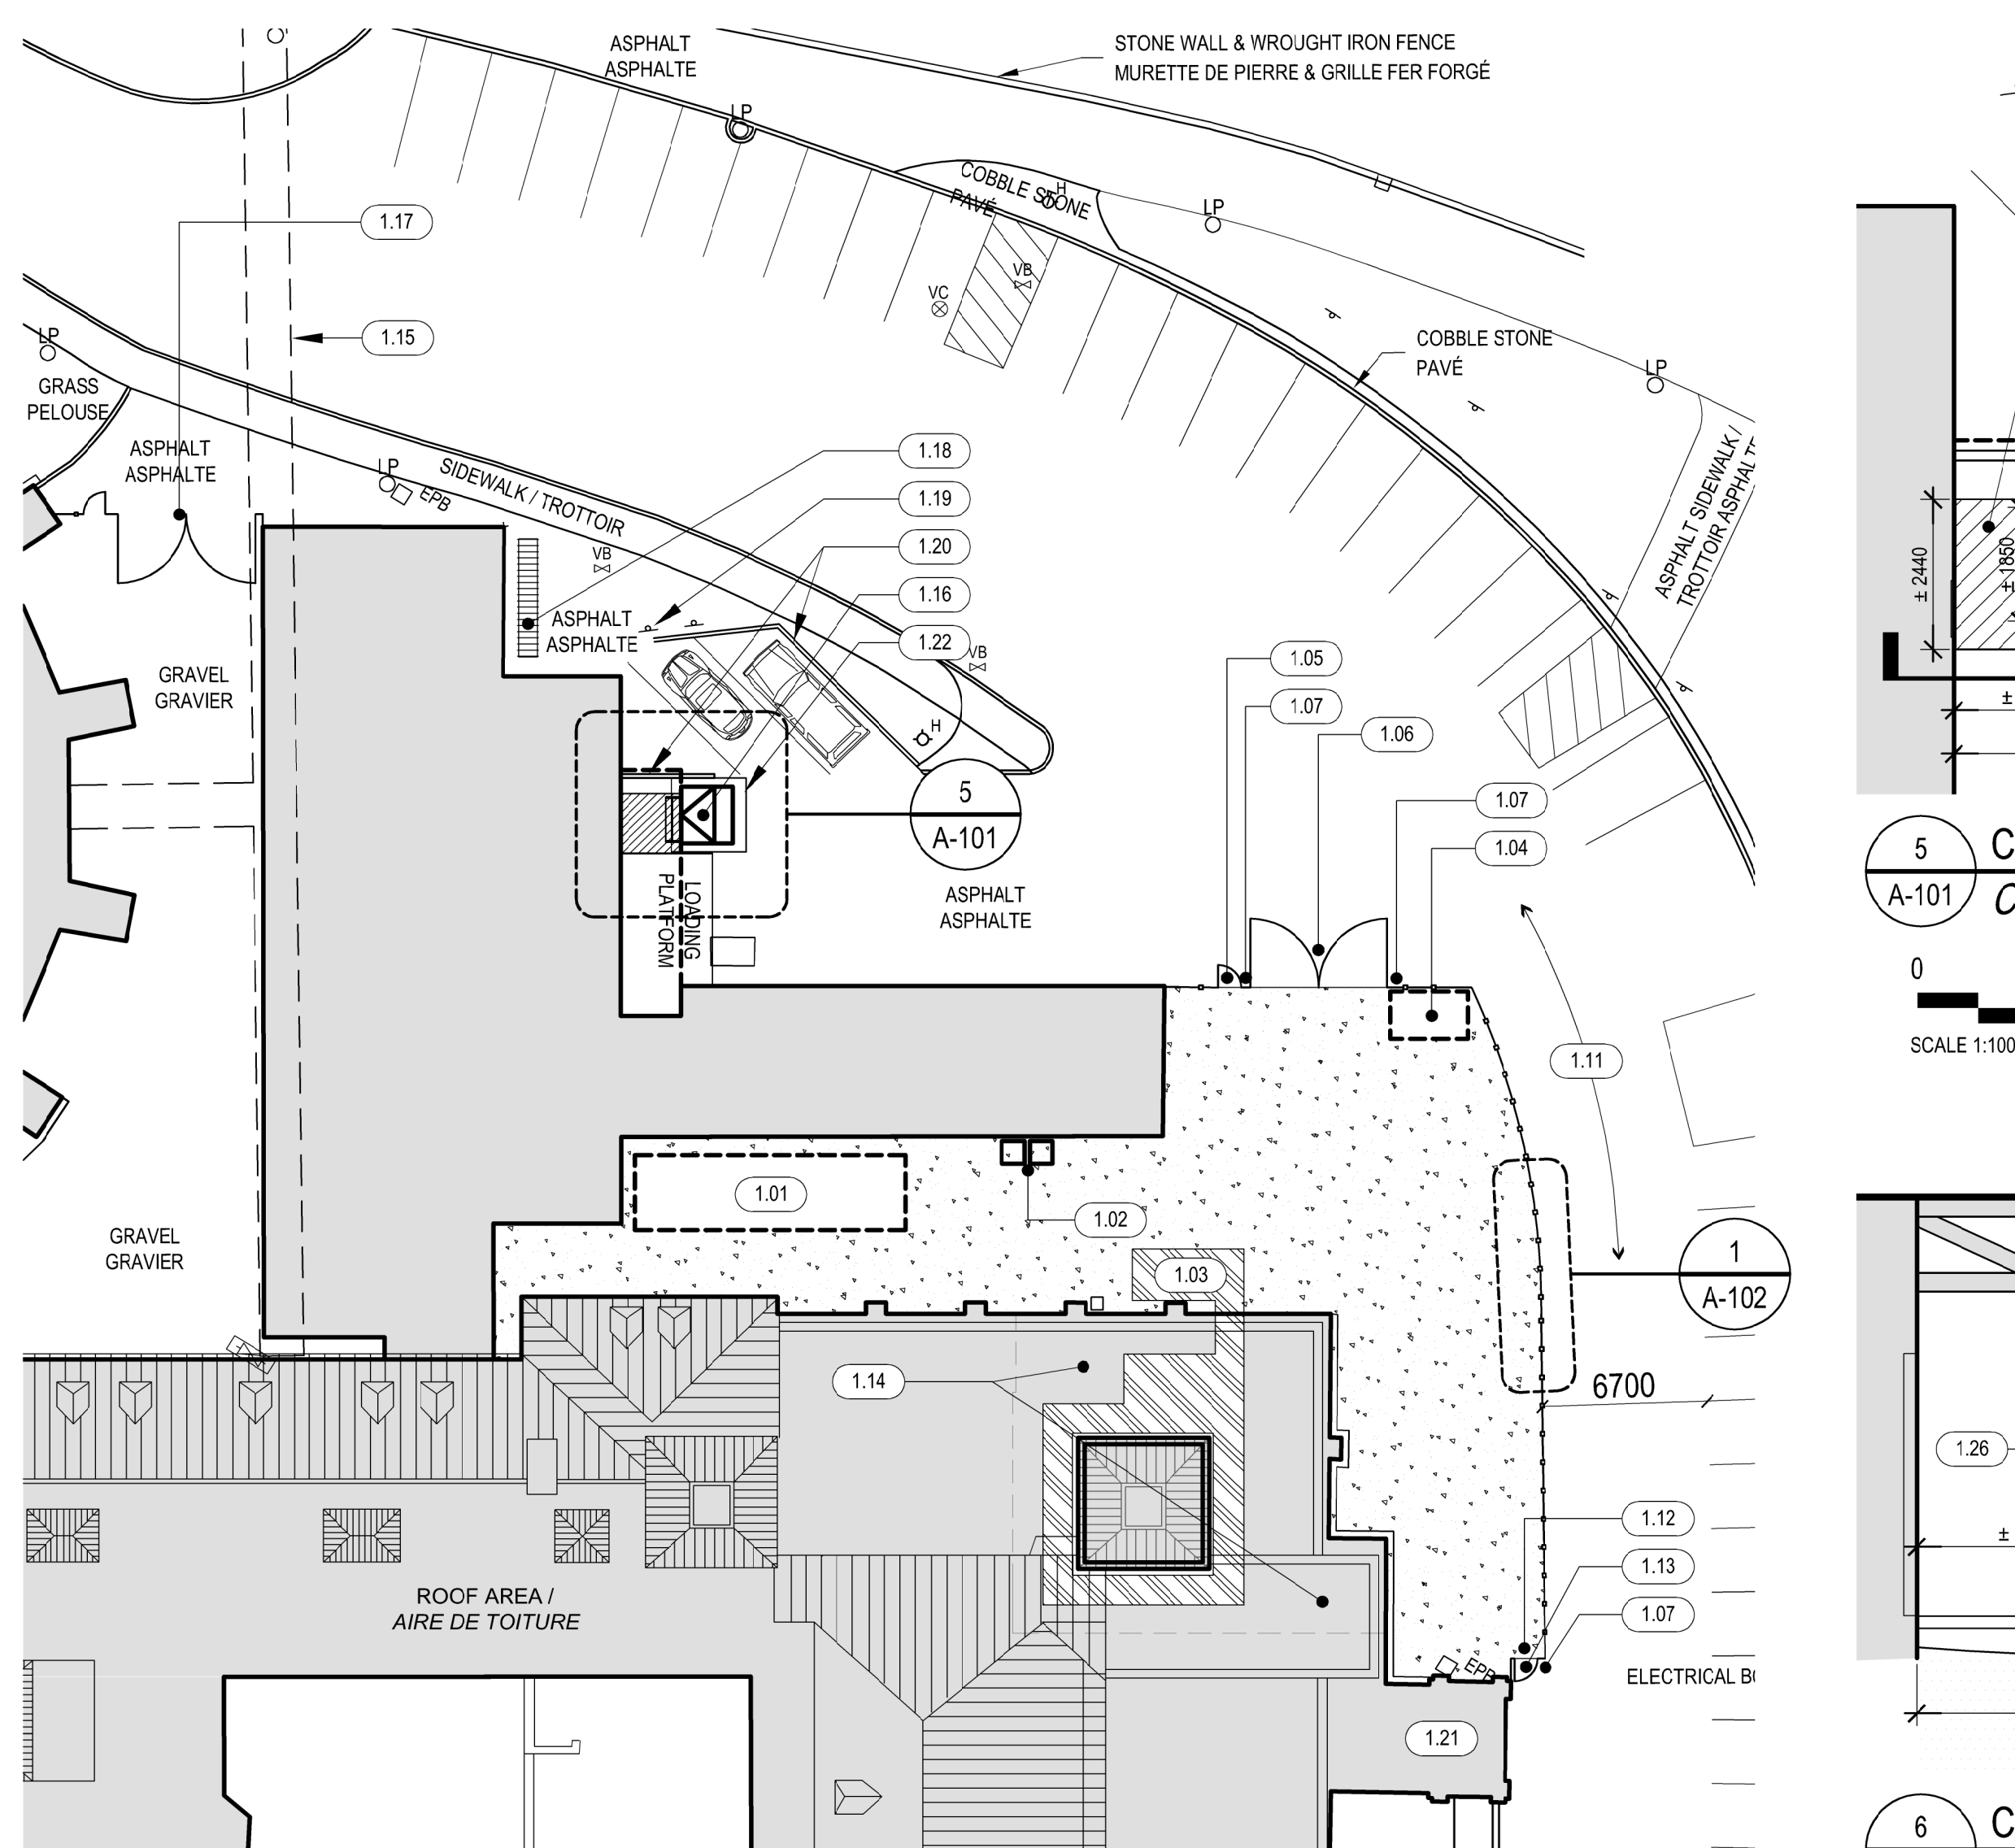 ASPHALT
ASPHALTE
STONE WALL & WROUGHT IRON FENCE
MURETTE DE PIERRE & GRILLE FER FORGÉ
LP
COBBLE STONE
PAVÉ
H
LP
1.17
VB
VC
1.15
COBBLE STONE
PAVÉ
LP
LP
GRASS
PELOUSE
ASPHALT
ASPHALTE
LP
EPB
SIDEWALK / TROTTOIR
1.18
1.19
1.20
1.16
1.22
VB
VB
ASPHALT
ASPHALTE
ASPHALT SIDEWALK /
TROTTOIR ASPHALTE
GRAVEL
GRAVIER
H
1.05
1.07
1.06
1.07
1.04
5
A-101
LOADING
PLATFORM
ASPHALT
ASPHALTE
1.11
1.01
1.02
1.03
GRAVEL
GRAVIER
1
A-102
1.14
6700
1.12
1.13
1.07
ROOF AREA /
AIRE DE TOITURE
EPB
ELECTRICAL
1.21
± 2440
± 1850
±
5
A-101
0
SCALE 1:100
1.26
±
6